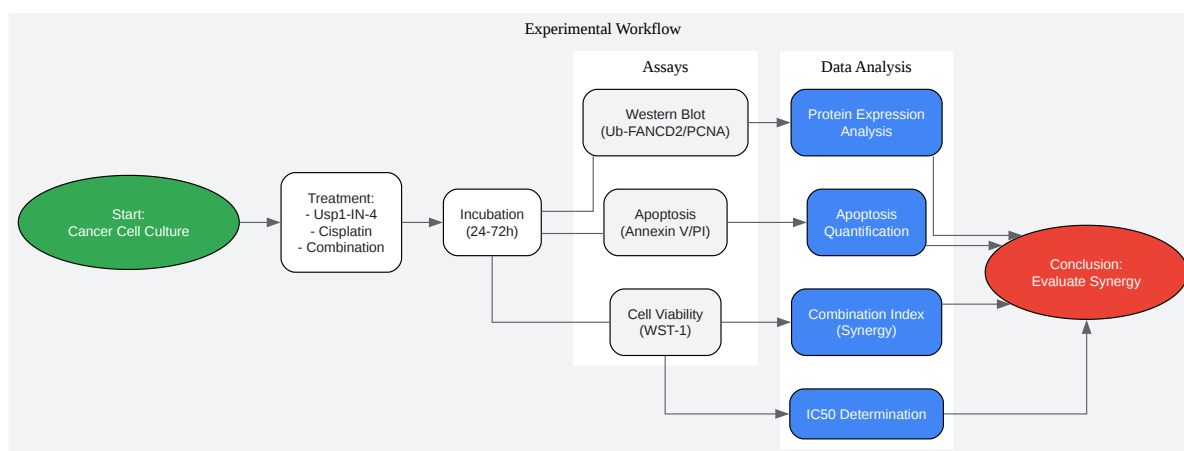 Experimental Workflow
Assays
Data Analysis
Start:
Cancer Cell Culture
Treatment:
- Usp1-IN-4
- Cisplatin
- Combination
Incubation
(24-72h)
Western Blot
(Ub-FANCD2/PCNA)
Apoptosis
(Annexin V/PI)
Cell Viability
(WST-1)
Protein Expression
Analysis
Apoptosis
Quantification
Combination Index
(Synergy)
IC50 Determination
Conclusion:
Evaluate Synergy